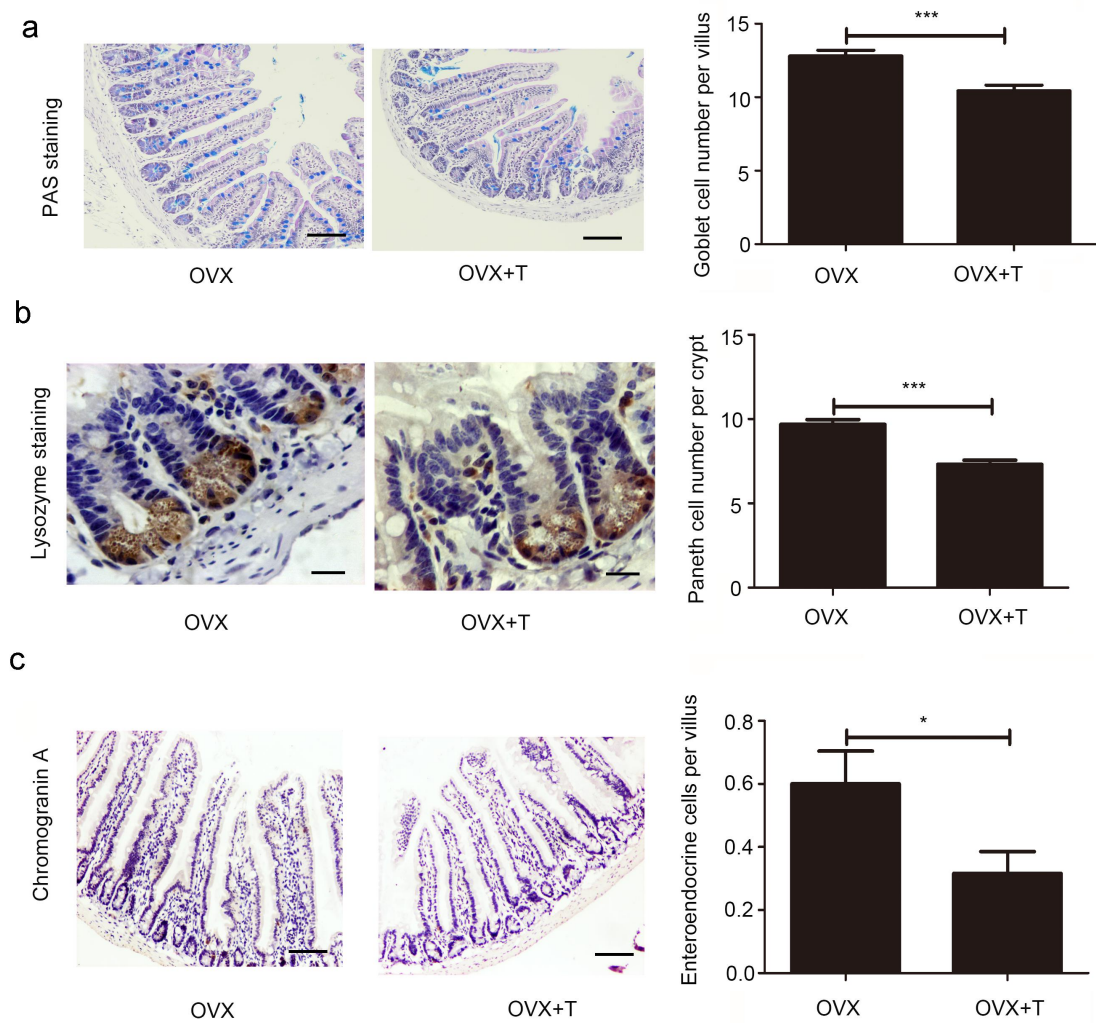 a
PAS staining
OVX
OVX+T
Goblet cell number per villus
15
10
5
0
***
OVX
OVX+T
b
Lysozyme staining
OVX
OVX+T
Paneth cell number per crypt
15
10
5
0
***
OVX
OVX+T
c
Chromogranin A
OVX
OVX+T
Enteroendocrine cells per villus
0.8
0.6
0.4
0.2
0.0
*
OVX
OVX+T